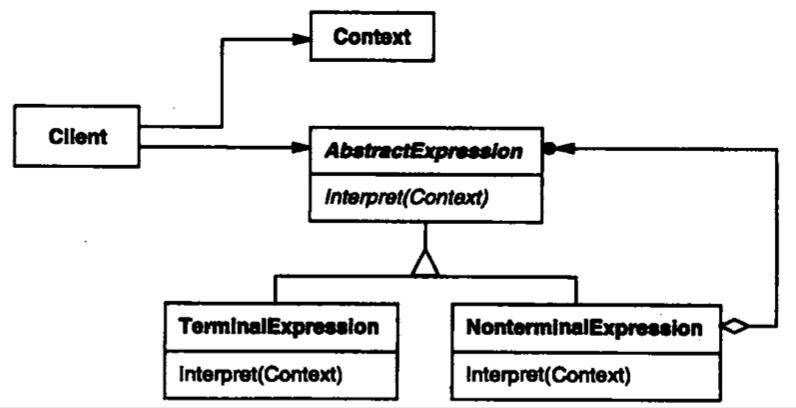 Context
Client
AbstractExpression
Interpret(Context)
TerminalExpression
Interpret(Context)
NonterminalExpression
Interpret(Context)